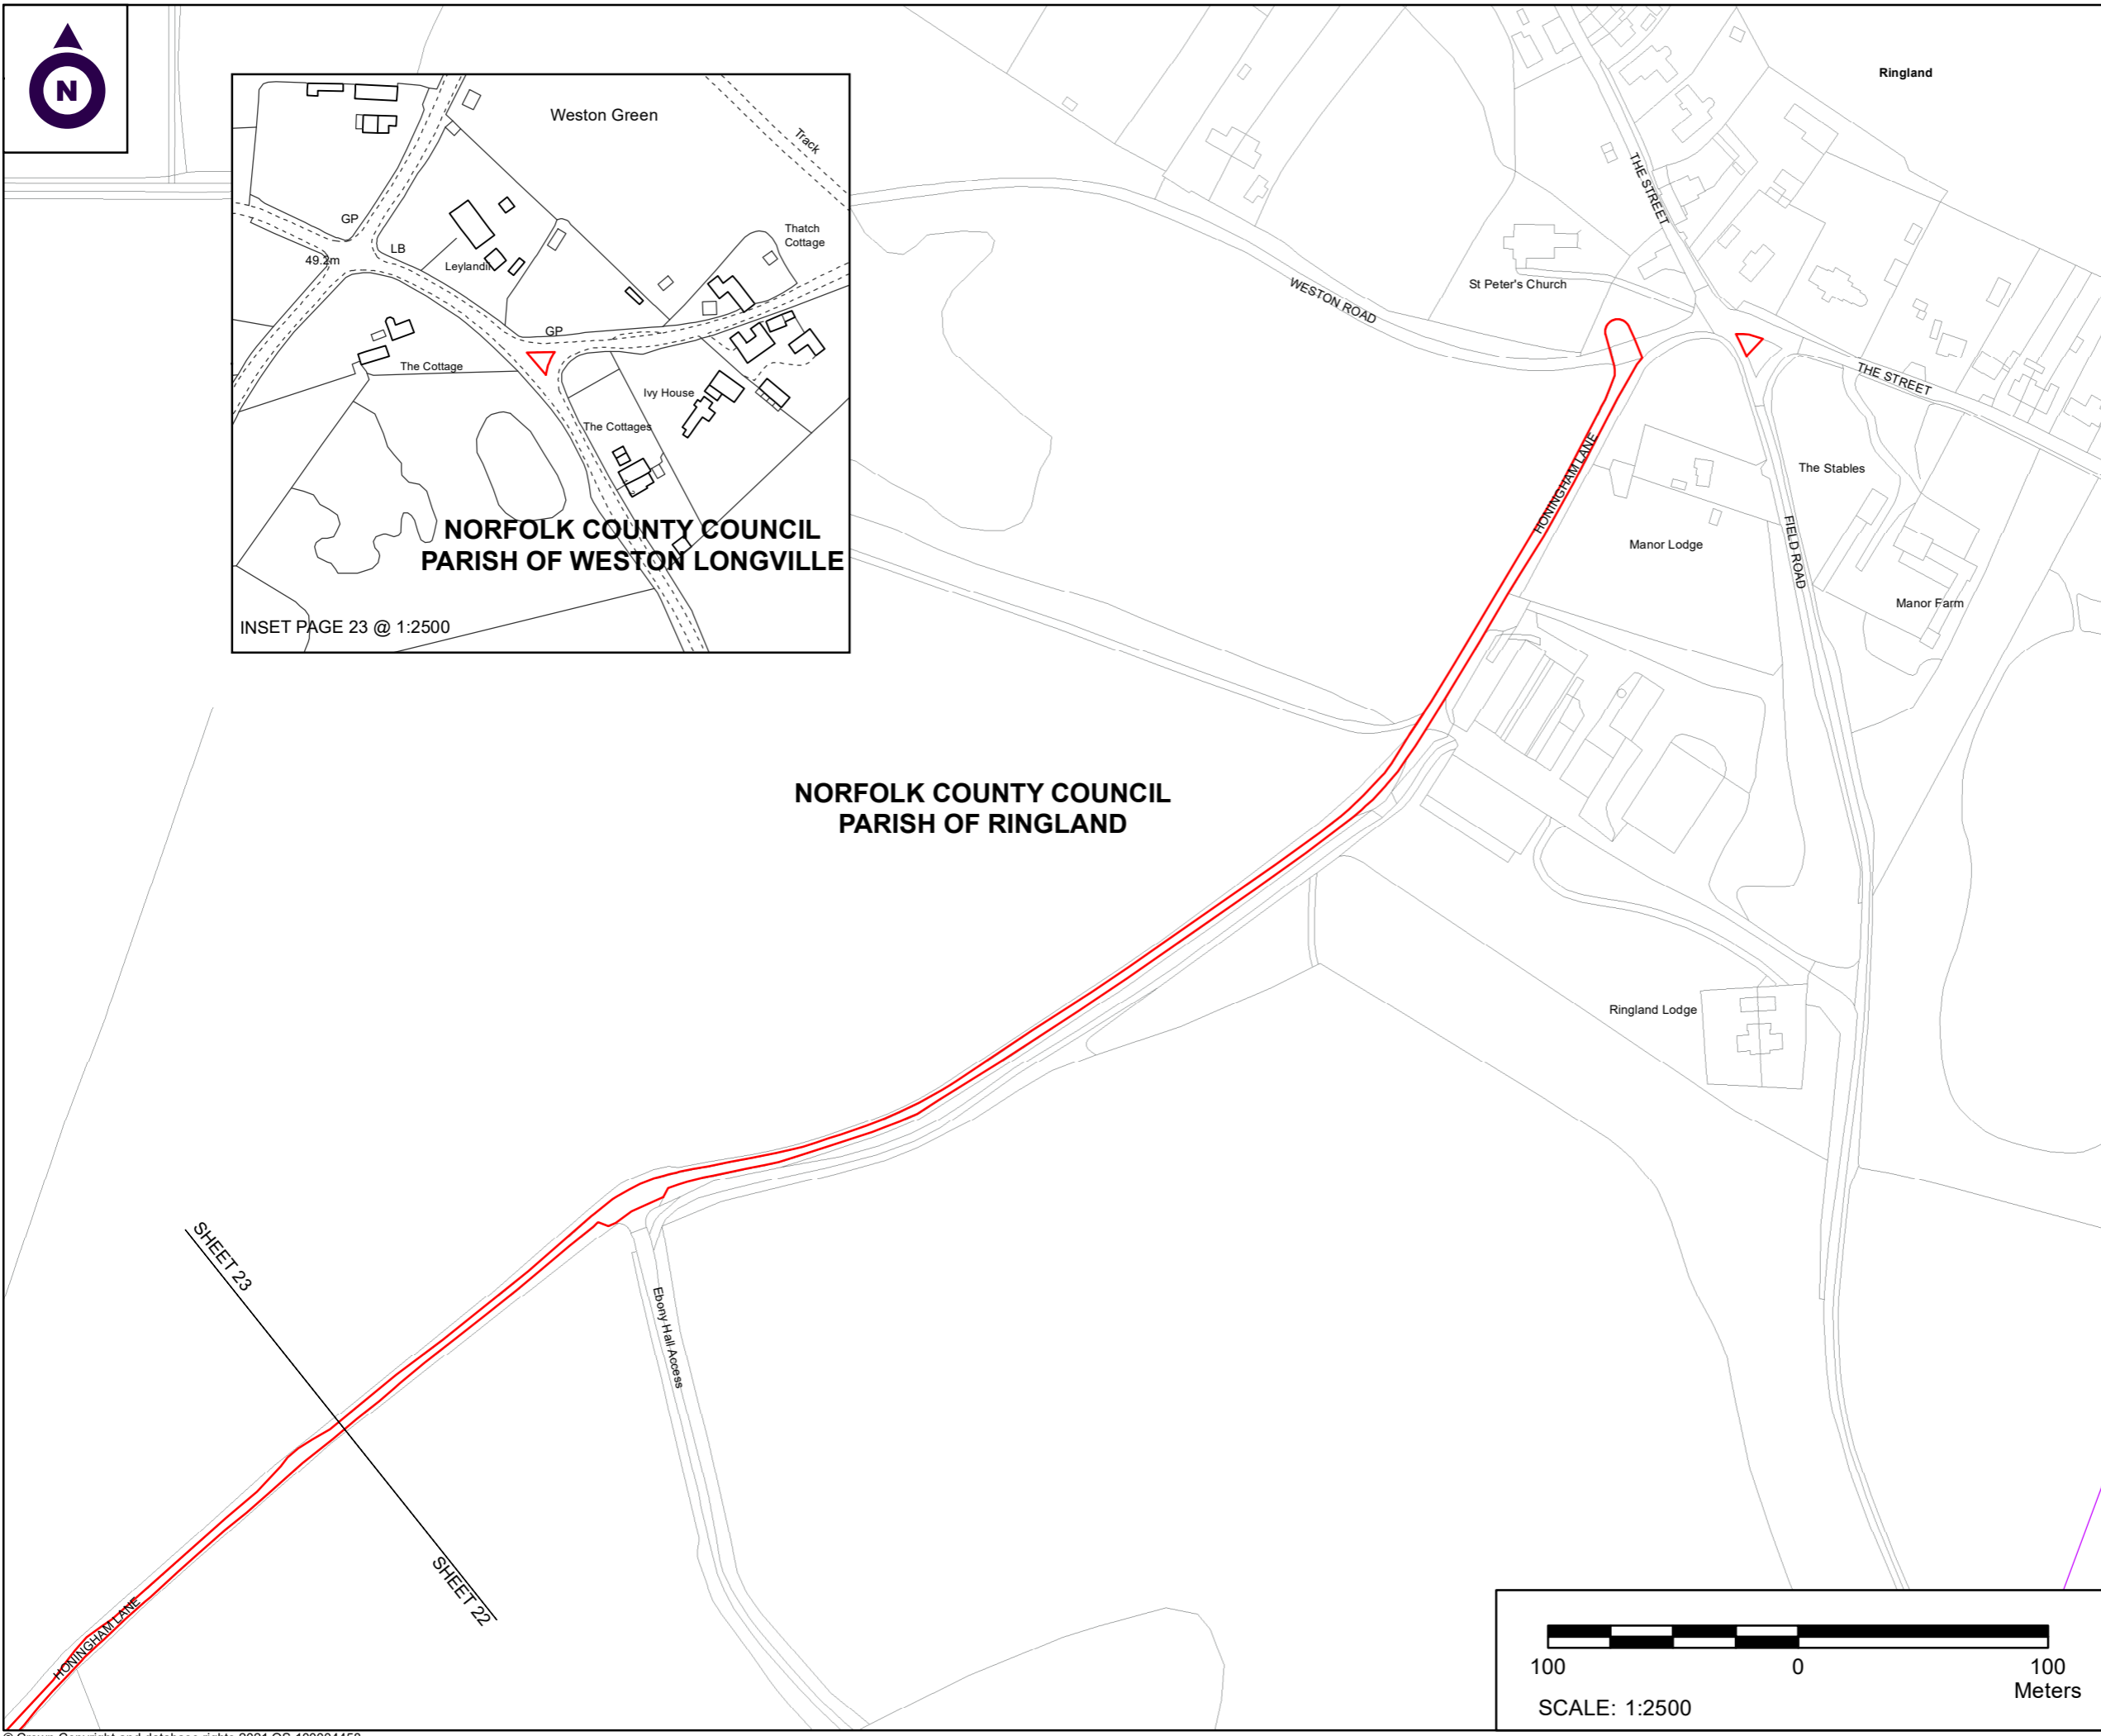 N
Ringland
Weston Green
Track
GP
LB
49.2m
Leylandii
Thatch
Cottage
GP
The Cottage
Ivy House
The Cottages
NORFOLK COUNTY COUNCIL
PARISH OF WESTON LONGVILLE
INSET PAGE 23 @ 1:2500
THE STREET
WESTON ROAD
St Peter's Church
THE STREET
HONINGHAM LANE
The Stables
Manor Lodge
FIELD ROAD
Manor Farm
NORFOLK COUNTY COUNCIL
PARISH OF RINGLAND
Ringland Lodge
SHEET 23
Ebony Hall Access
SHEET 22
HONINGHAM LANE
100 0 100
Meters
SCALE: 1:2500